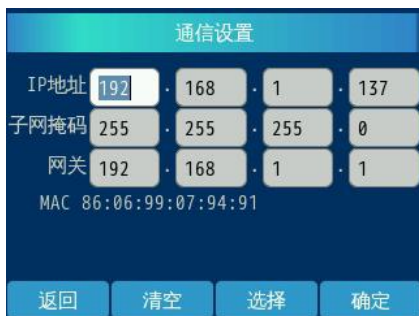 通信设置
IP地址 192 . 168 . 1 . 137
子网掩码 255 . 255 . 255 . 0
网关 192 . 168 . 1 . 1
MAC 86:06:99:07:94:91
返回 清空 选择 确定